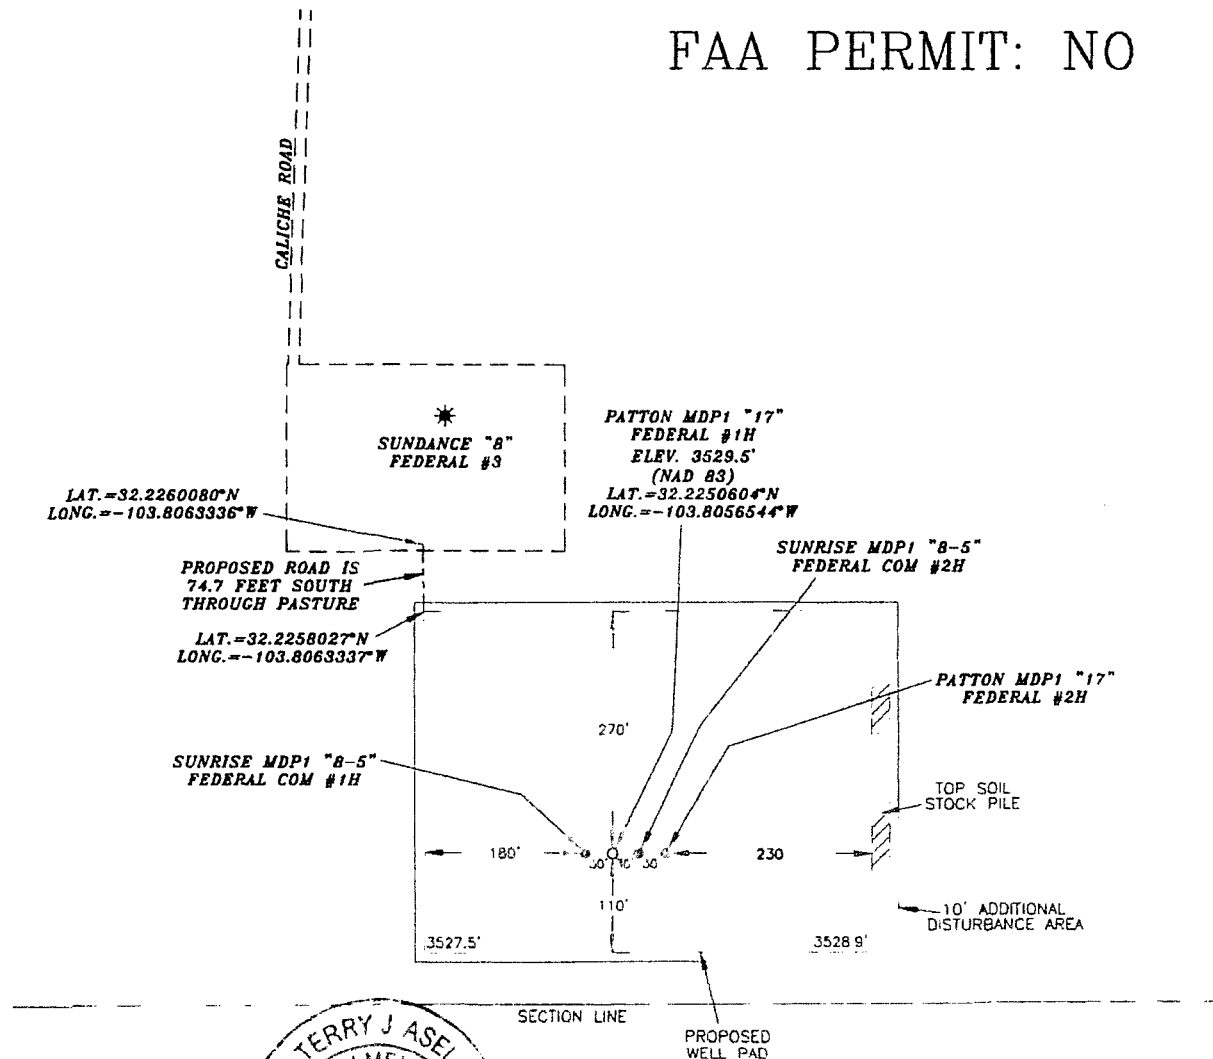 FAA PERMIT: NO
CALICHE ROAD
SUNDANCE "8"
FEDERAL #3
PATTON MDP1 "17"
FEDERAL #1H
ELEV. 3529.5'
(NAD 83)
LAT.=32.2250604°N
LONG.=-103.8056544°W
LAT.=32.2260080°N
LONG.=-103.8063336°W
SUNRISE MDP1 "8-5"
FEDERAL COM #2H
PROPOSED ROAD IS
74.7 FEET SOUTH
THROUGH PASTURE
LAT.=32.2258027°N
LONG.=-103.8063337°W
PATTON MDP1 "17"
FEDERAL #2H
270'
SUNRISE MDP1 "8-5"
FEDERAL COM #1H
TOP SOIL
STOCK PILE
180'
230
110'
10' ADDITIONAL
DISTURBANCE AREA
3527.5'
3528 9'
SECTION LINE
PROPOSED
WELL PAD
TERRY J ASEL